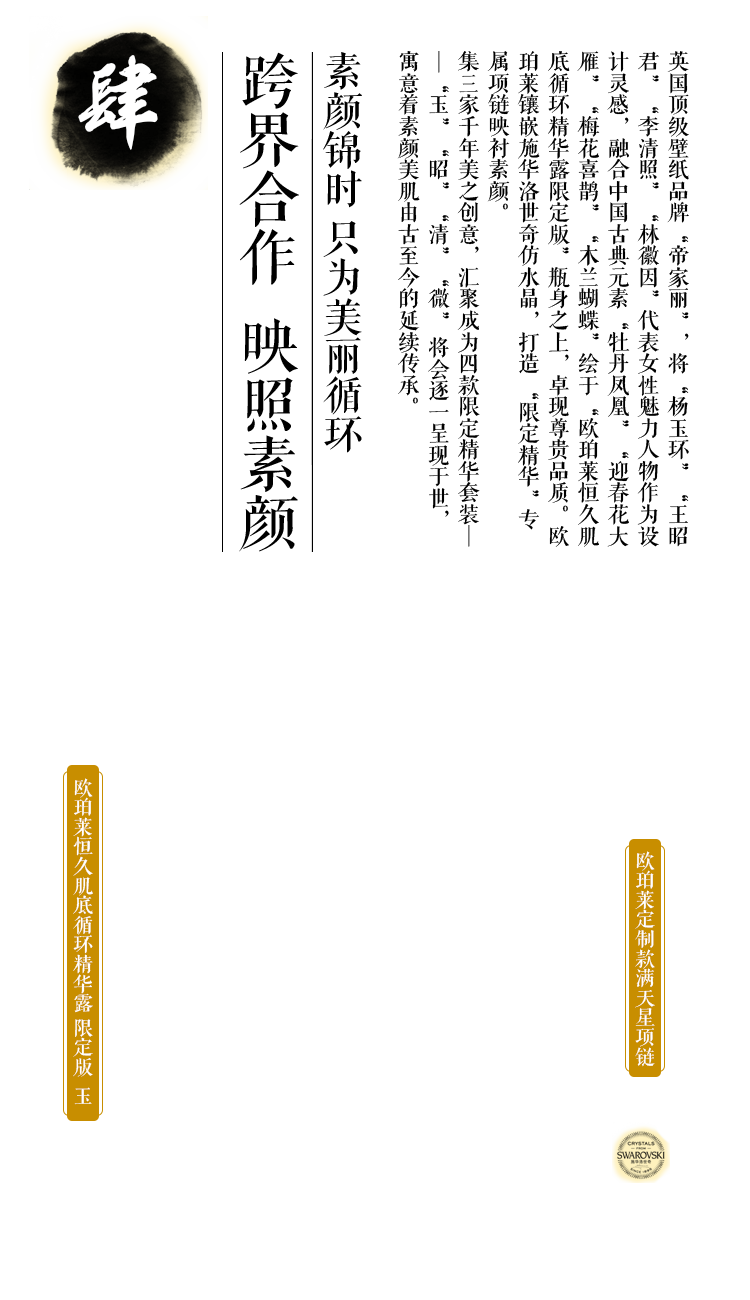 英国顶级壁纸品牌“帝家丽”，将“杨玉环”“王昭
君”“李清照”“林徽因”代表女性魅力人物作为设
计灵感，融合中国古典元素“牡丹凤凰”“迎春花大
雁”“梅花喜鹊”“木兰蝴蝶”绘于“欧珀莱恒久肌
底循环精华露限定版”瓶身之上，卓现尊贵品质。欧
珀莱镶嵌施华洛世奇仿水晶，打造“限定精华”专
属项链映衬素颜。
集三家千年美之创意，汇聚成为四款限定精华套装—
—“玉”“昭”“清”“微”将会逐一呈现于世，
寓意着素颜美肌由古至今的延续传承。
素颜锦时 只为美丽循环
跨界合作 映照素颜
肆
欧珀莱定制款满天星项链
CRYSTALS
FROM
SWAROVSKI
SINCE 1895
欧珀莱恒久肌底循环精华露 限定版 玉